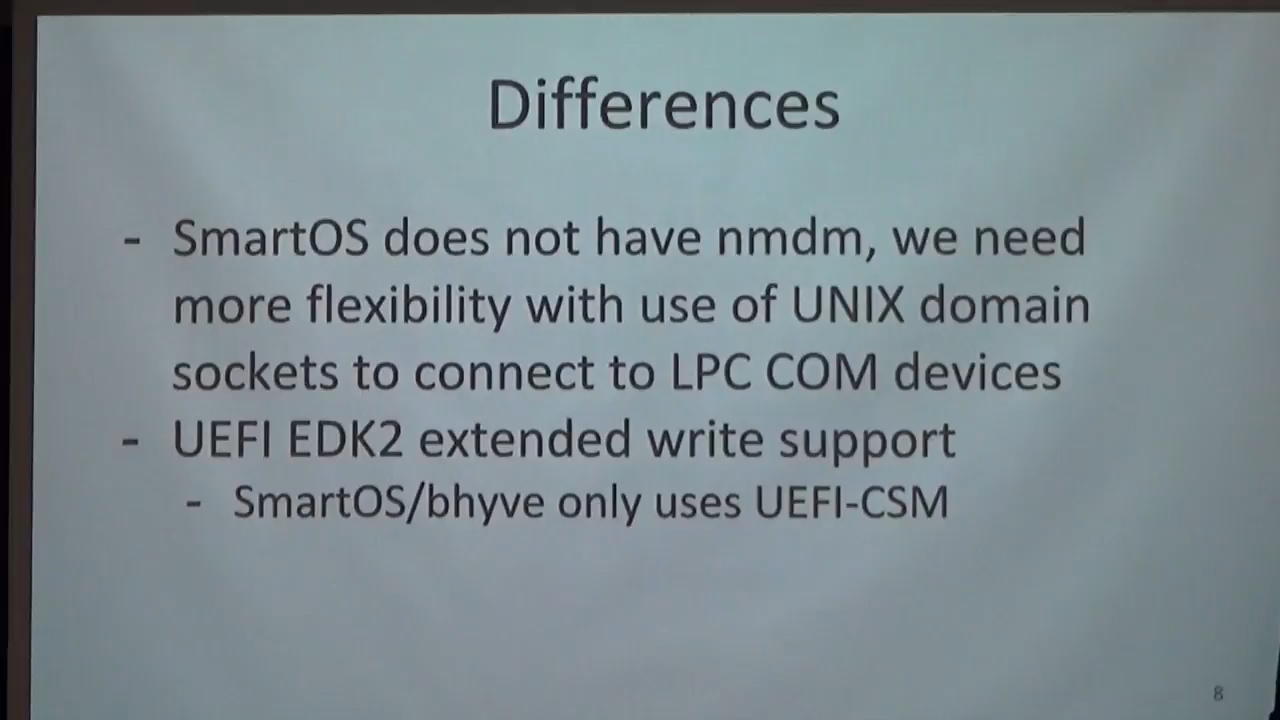 Differences
- SmartOS does not have nmdm, we need
more flexibility with use of UNIX domain
sockets to connect to LPC COM devices
- UEFI EDK2 extended write support
- SmartOS/bhyve only uses UEFI-CSM
8